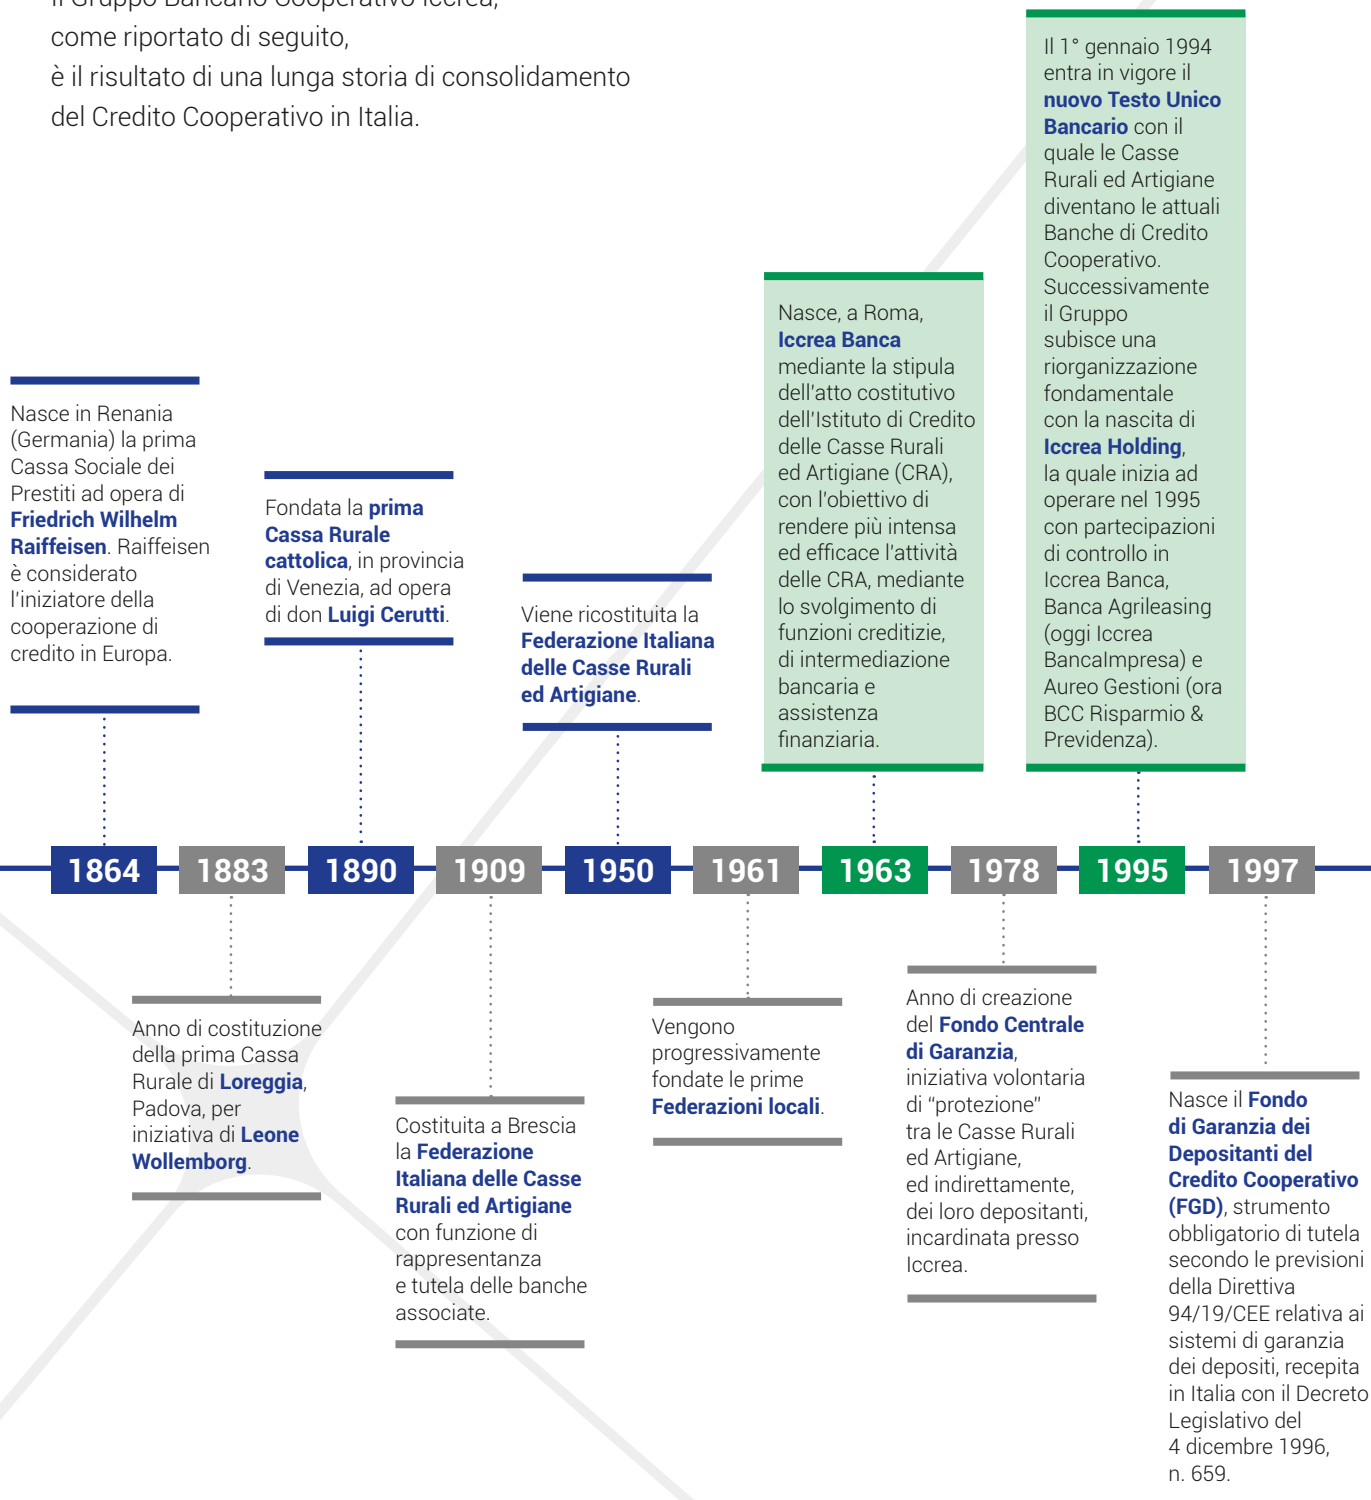 Il Gruppo Bancario Cooperativo Iccrea,
come riportato di seguito,
è il risultato di una lunga storia di consolidamento
del Credito Cooperativo in Italia.
Nasce in Renania
(Germania) la prima
Cassa Sociale dei
Prestiti ad opera di
Friedrich Wilhelm
Raiffeisen. Raiffeisen
è considerato
l'iniziatore della
cooperazione di
credito in Europa.
Fondata la prima
Cassa Rurale
cattolica, in provincia
di Venezia, ad opera
di don Luigi Cerutti.
Viene ricostituita la
Federazione Italiana
delle Casse Rurali
ed Artigiane.
Nasce, a Roma,
Iccrea Banca
mediante la stipula
dell'atto costitutivo
dell'Istituto di Credito
delle Casse Rurali
ed Artigiane (CRA),
con l'obiettivo di
rendere più intensa
ed efficace l'attività
delle CRA, mediante
lo svolgimento di
funzioni creditizie,
di intermediazione
bancaria e
assistenza
finanziaria.
Il 1° gennaio 1994
entra in vigore il
nuovo Testo Unico
Bancario con il
quale le Casse
Rurali ed Artigiane
diventano le attuali
Banche di Credito
Cooperativo.
Successivamente
il Gruppo
subisce una
riorganizzazione
fondamentale
con la nascita di
Iccrea Holding,
la quale inizia ad
operare nel 1995
con partecipazioni
di controllo in
Iccrea Banca,
Banca Agrileasing
(oggi Iccrea
BancaImpresa) e
Aureo Gestioni (ora
BCC Risparmio &
Previdenza).
1864 1883 1890 1909 1950 1961 1963 1978 1995 1997
Anno di costituzione
della prima Cassa
Rurale di Loreggia,
Padova, per
iniziativa di Leone
Wollemborg.
Costituita a Brescia
la Federazione
Italiana delle Casse
Rurali ed Artigiane
con funzione di
rappresentanza
e tutela delle banche
associate.
Vengono
progressivamente
fondate le prime
Federazioni locali.
Anno di creazione
del Fondo Centrale
di Garanzia,
iniziativa volontaria
di “protezione”
tra le Casse Rurali
ed Artigiane,
ed indirettamente,
dei loro depositanti,
incardinata presso
Iccrea.
Nasce il Fondo
di Garanzia dei
Depositanti del
Credito Cooperativo
(FGD), strumento
obbligatorio di tutela
secondo le previsioni
della Direttiva
94/19/CEE relativa ai
sistemi di garanzia
dei depositi, recepita
in Italia con il Decreto
Legislativo del
4 dicembre 1996,
n. 659.